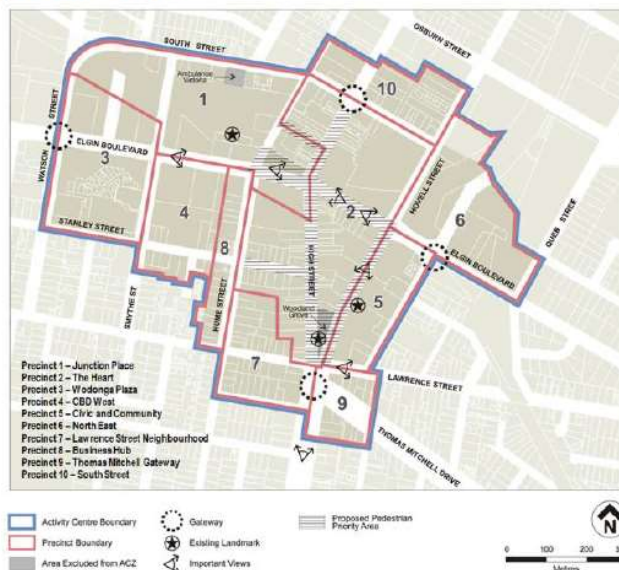 OSBURN STREET
SOUTH STREET
Ambulance
Victoria
10
1
WATSON STREET
ELGIN BOULEVARD
3
HOVELL STREET
2
6
4
STANLEY STREET
8
HIGH STREET
ELGIN BOULEVARD
SMYTHE ST
HUME STREET
Woodland
Grove
5
7
LAWRENCE STREET
9
THOMAS MITCHELL DRIVE
Precinct 1 – Junction Place
Precinct 2 – The Heart
Precinct 3 – Wodonga Plaza
Precinct 4 – CBD West
Precinct 5 – Civic and Community
Precinct 6 – North East
Precinct 7 – Lawrence Street Neighbourhood
Precinct 8 – Business Hub
Precinct 9 – Thomas Mitchell Gateway
Precinct 10 – South Street
Activity Centre Boundary
Gateway
Proposed Pedestrian
Priority Area
Precinct Boundary
Existing Landmark
N
Area Excluded from ACZ
Important Views
0 100 200
Metres